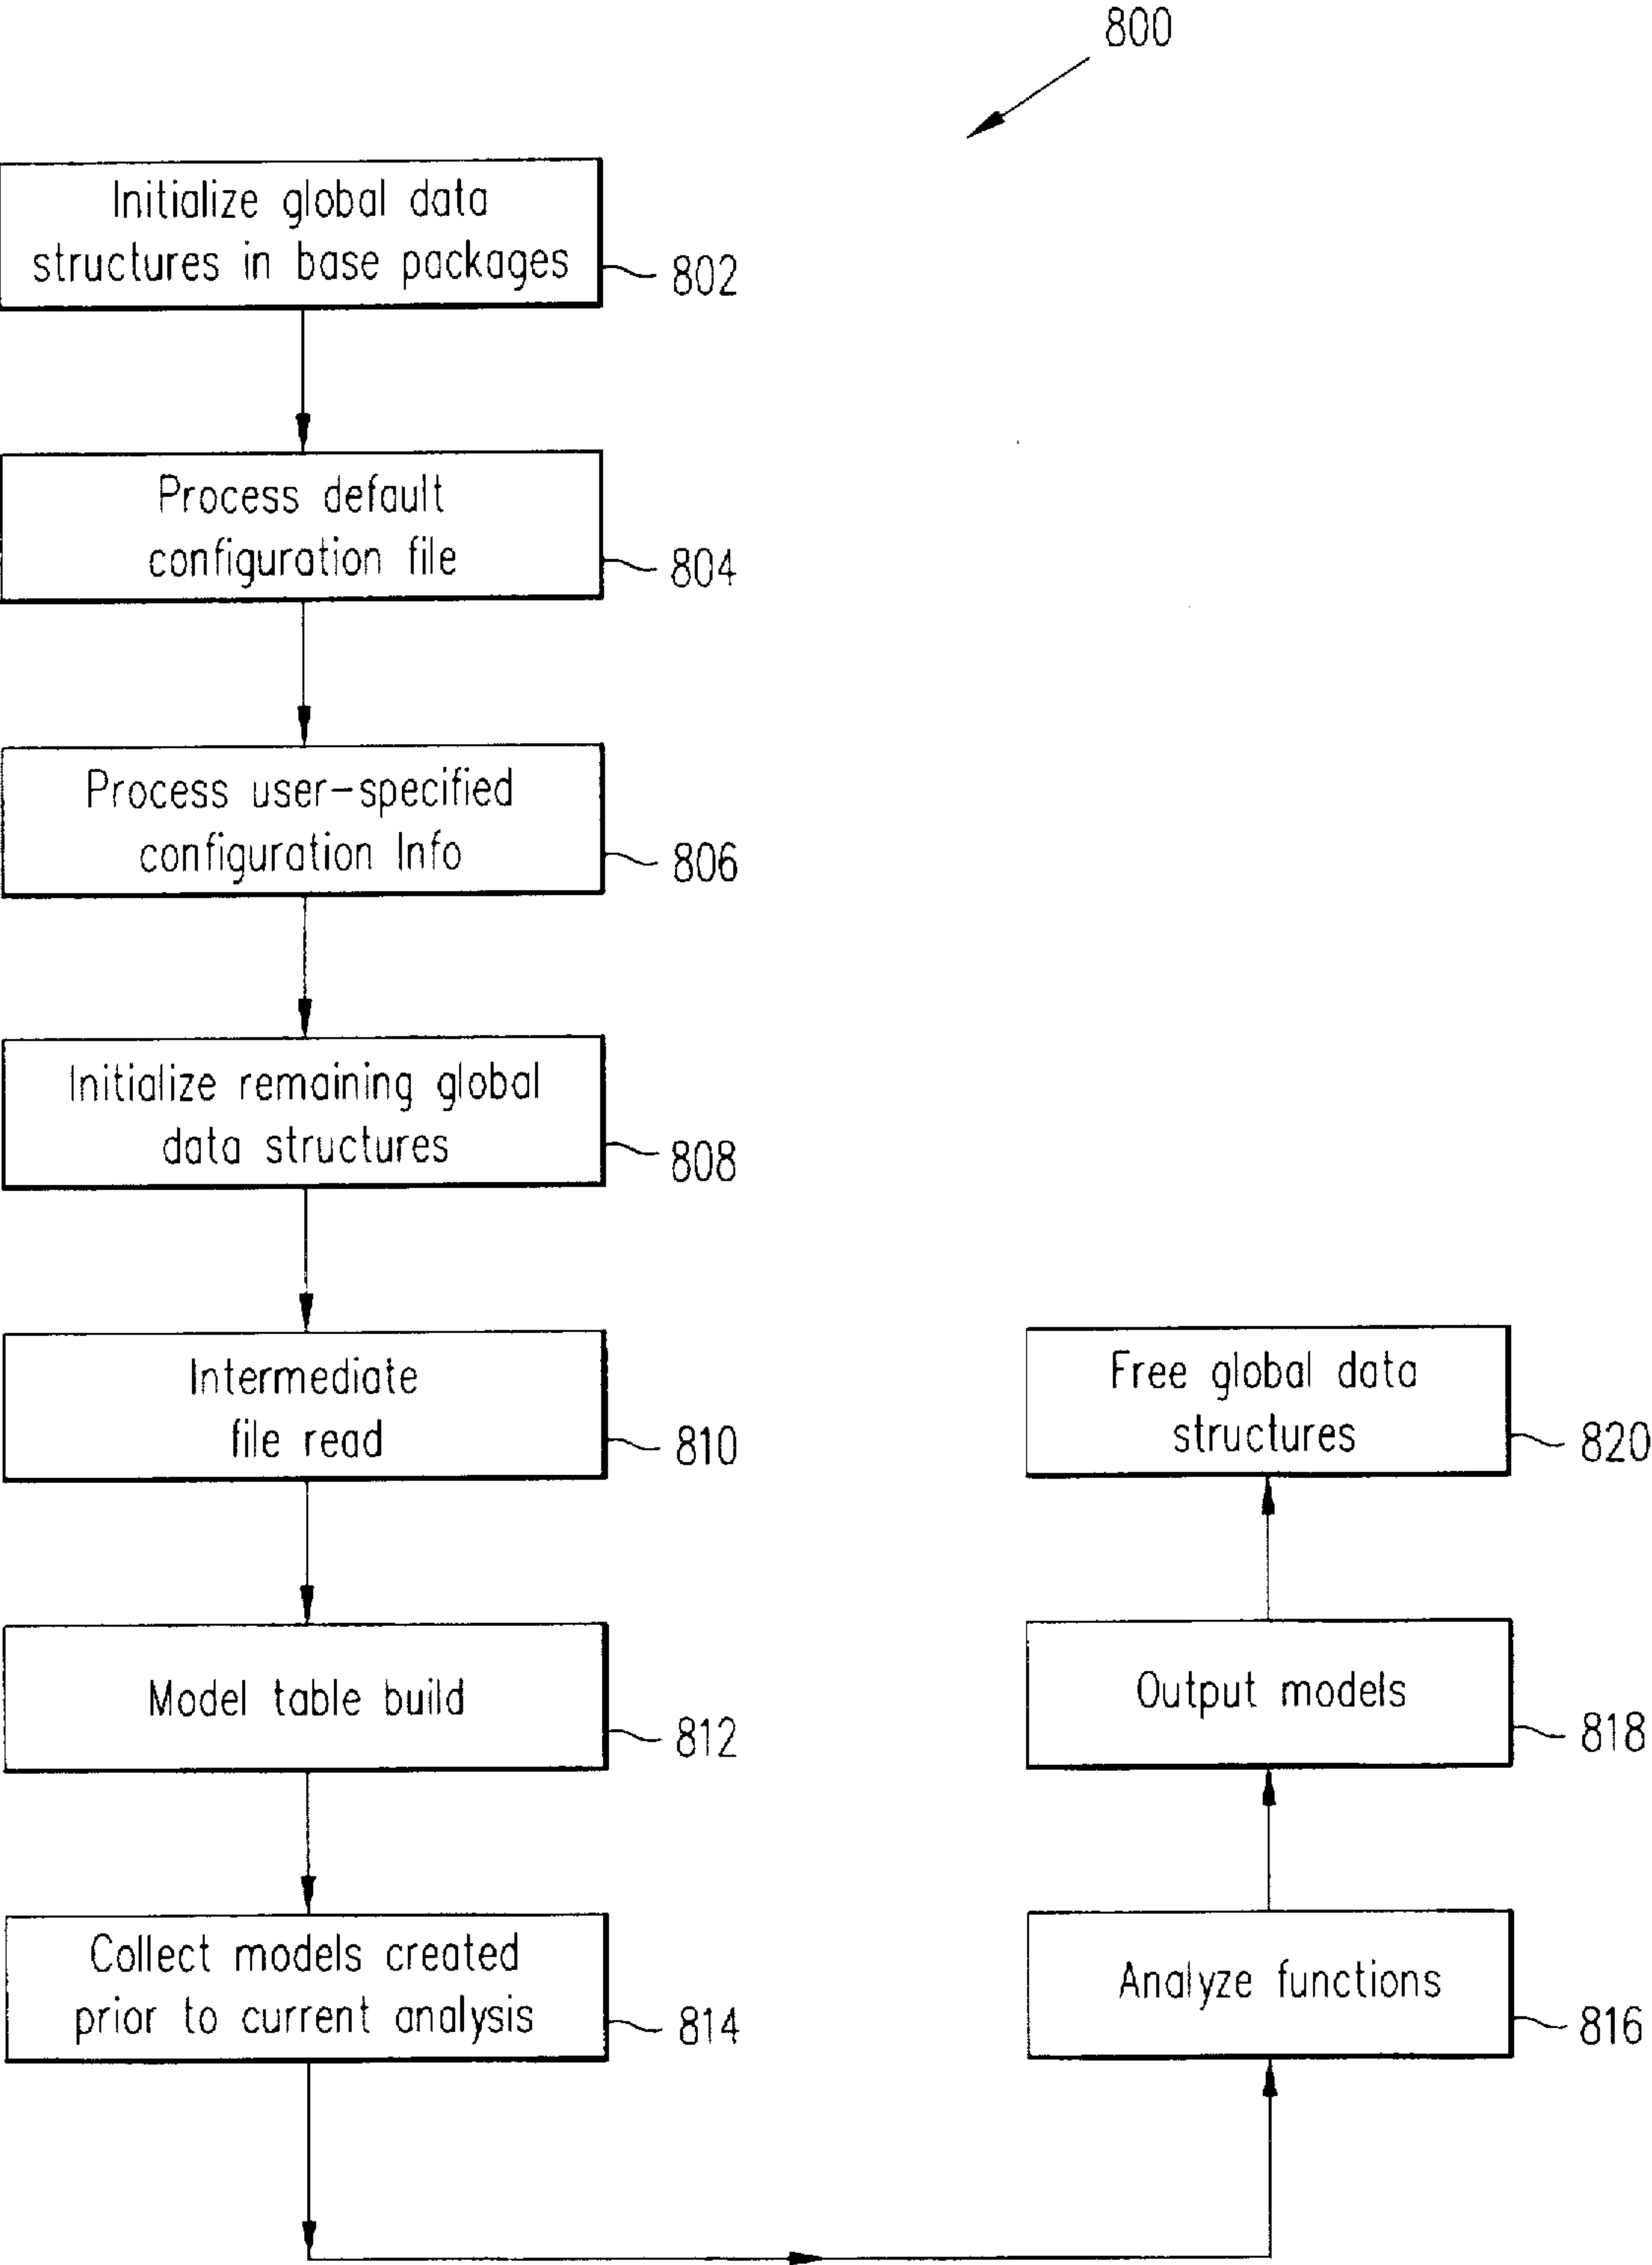 800
Initialize global data
structures in base packages
802
Process default
configuration file
804
Process user-specified
configuration Info
806
Initialize remaining global
data structures
808
Intermediate
file read
810
Model table build
812
Collect models created
prior to current analysis
814
Free global data
structures
820
Output models
818
Analyze functions
816